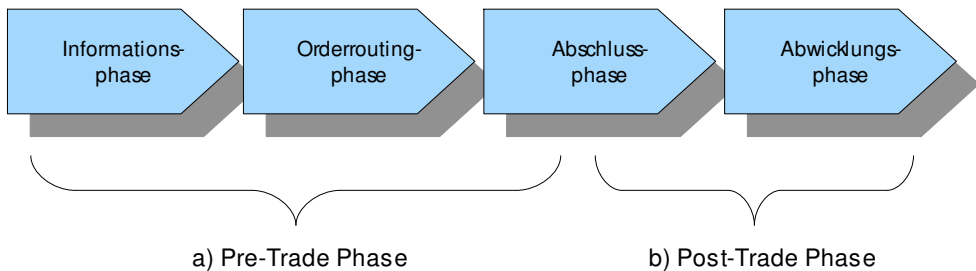 Informations-
phase
Orderrouting-
phase
Abschluss-
phase
Abwicklungs-
phase
a) Pre-Trade Phase
b) Post-Trade Phase